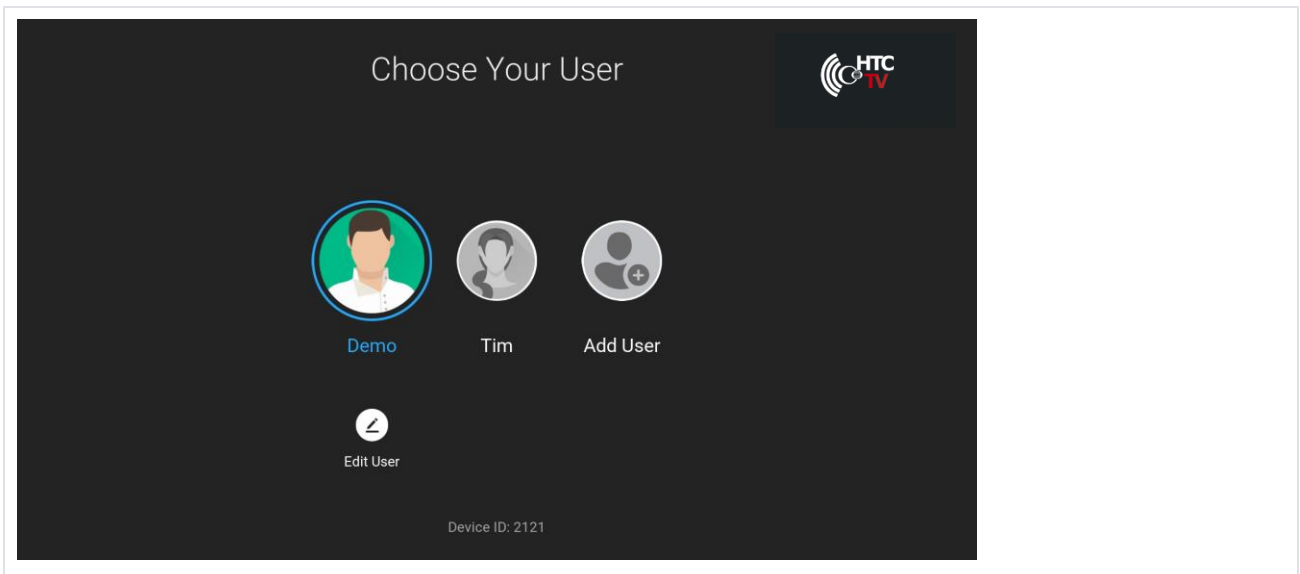 Choose Your User
HTC
TV
Demo
Tim
Add User
Edit User
Device ID: 2121